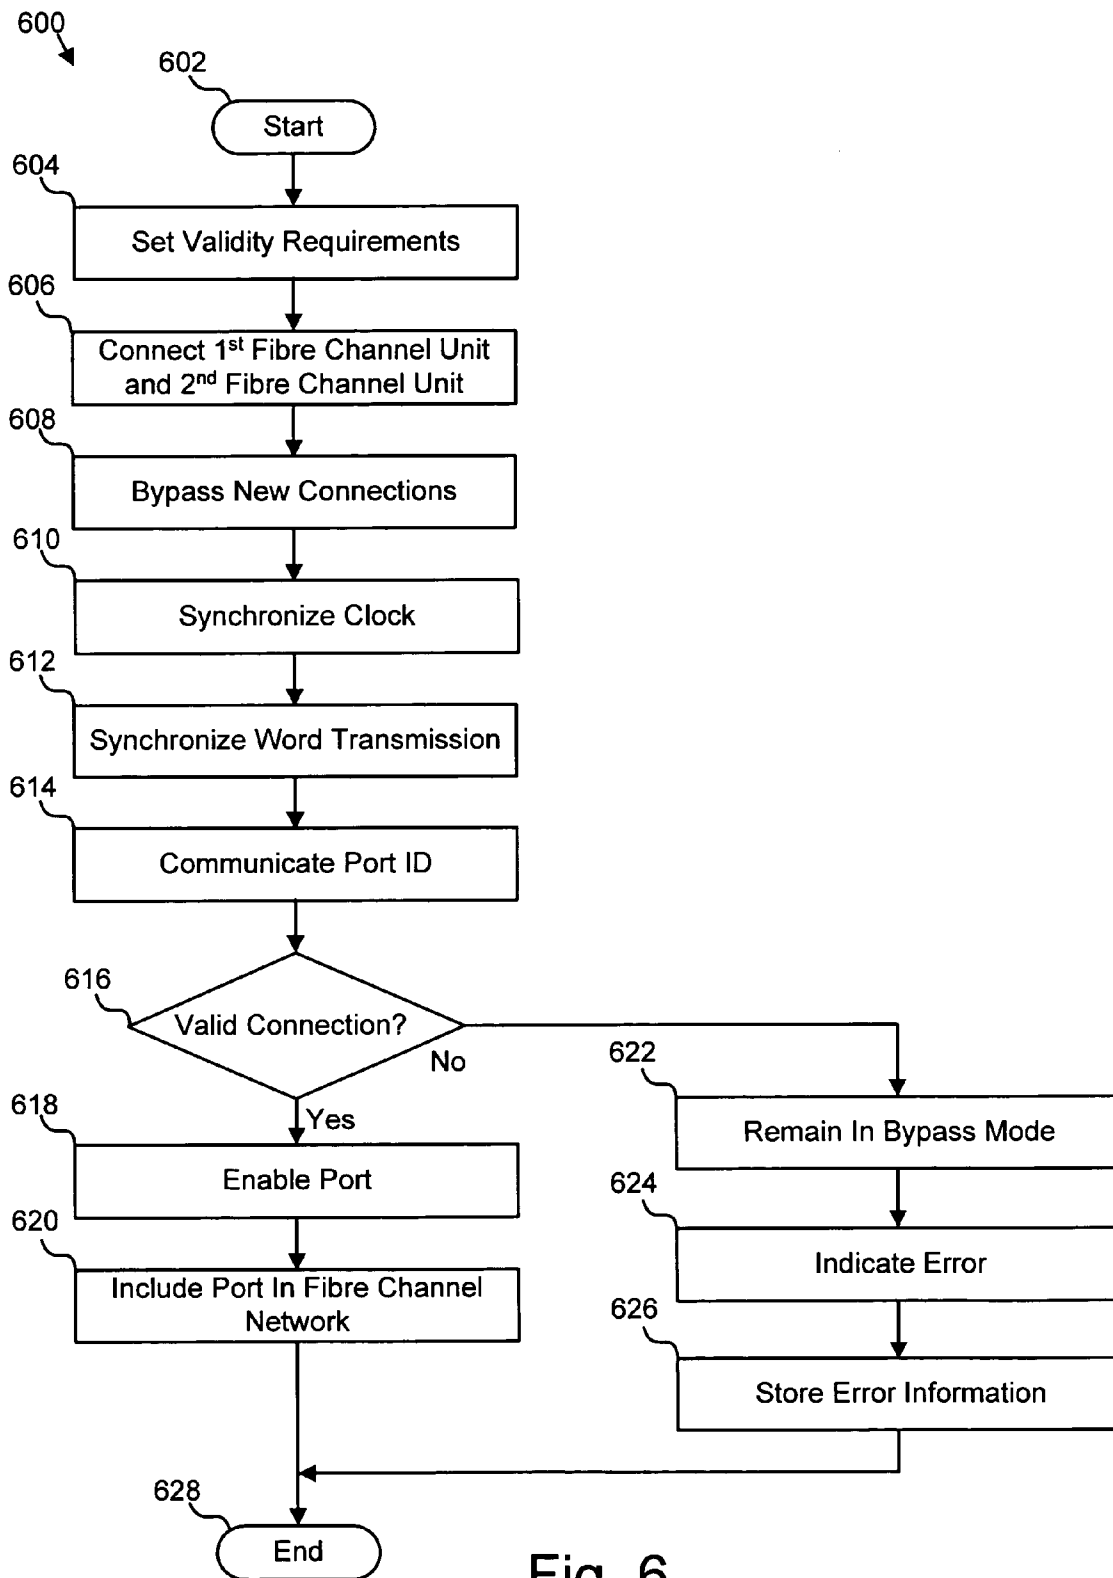 600
602
Start
604
Set Validity Requirements
606
Connect 1st Fibre Channel Unit
and 2nd Fibre Channel Unit
608
Bypass New Connections
610
Synchronize Clock
612
Synchronize Word Transmission
614
Communicate Port ID
616
Valid Connection?
No
Yes
618
Enable Port
620
Include Port In Fibre Channel
Network
622
Remain In Bypass Mode
624
Indicate Error
626
Store Error Information
628
End
Fig. 6